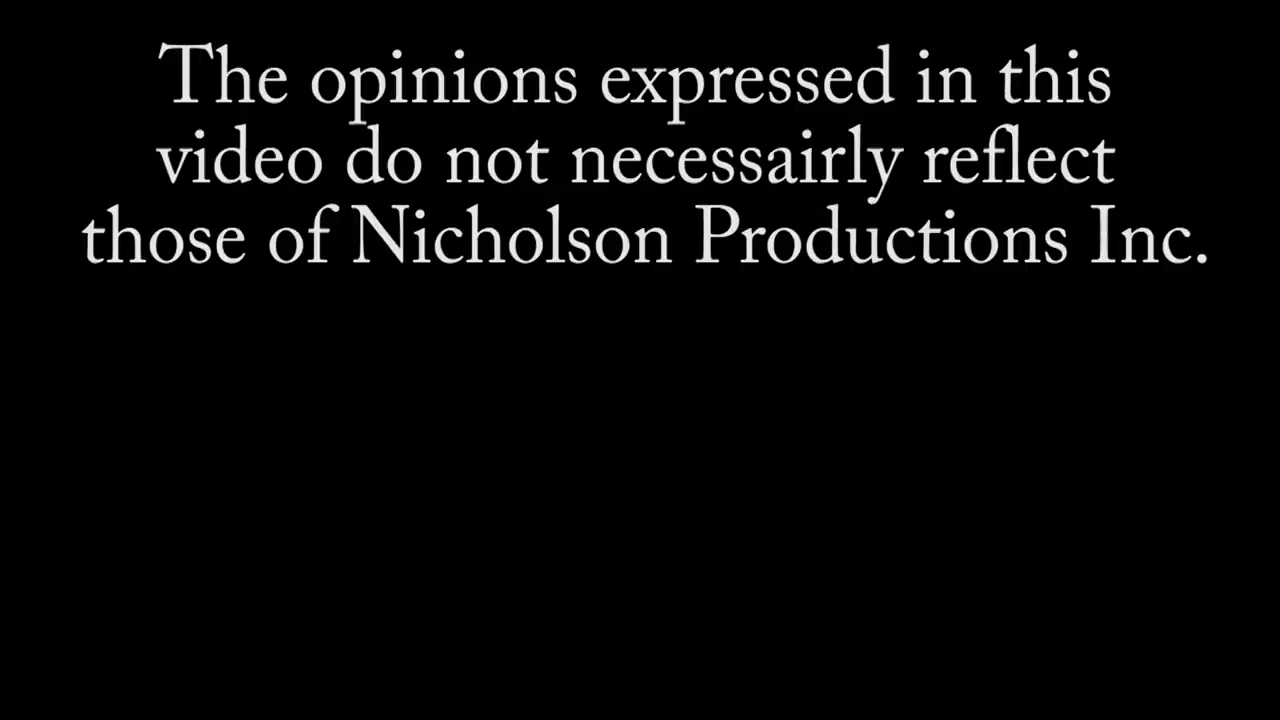 The opinions expressed in this
video do not necessairly reflect
those of Nicholson Productions Inc.